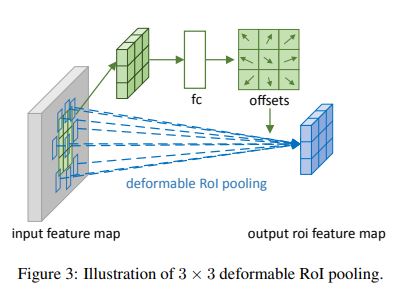 fc
offsets
deformable RoI pooling
input feature map
output roi feature map
Figure 3: Illustration of 3 × 3 deformable RoI pooling.